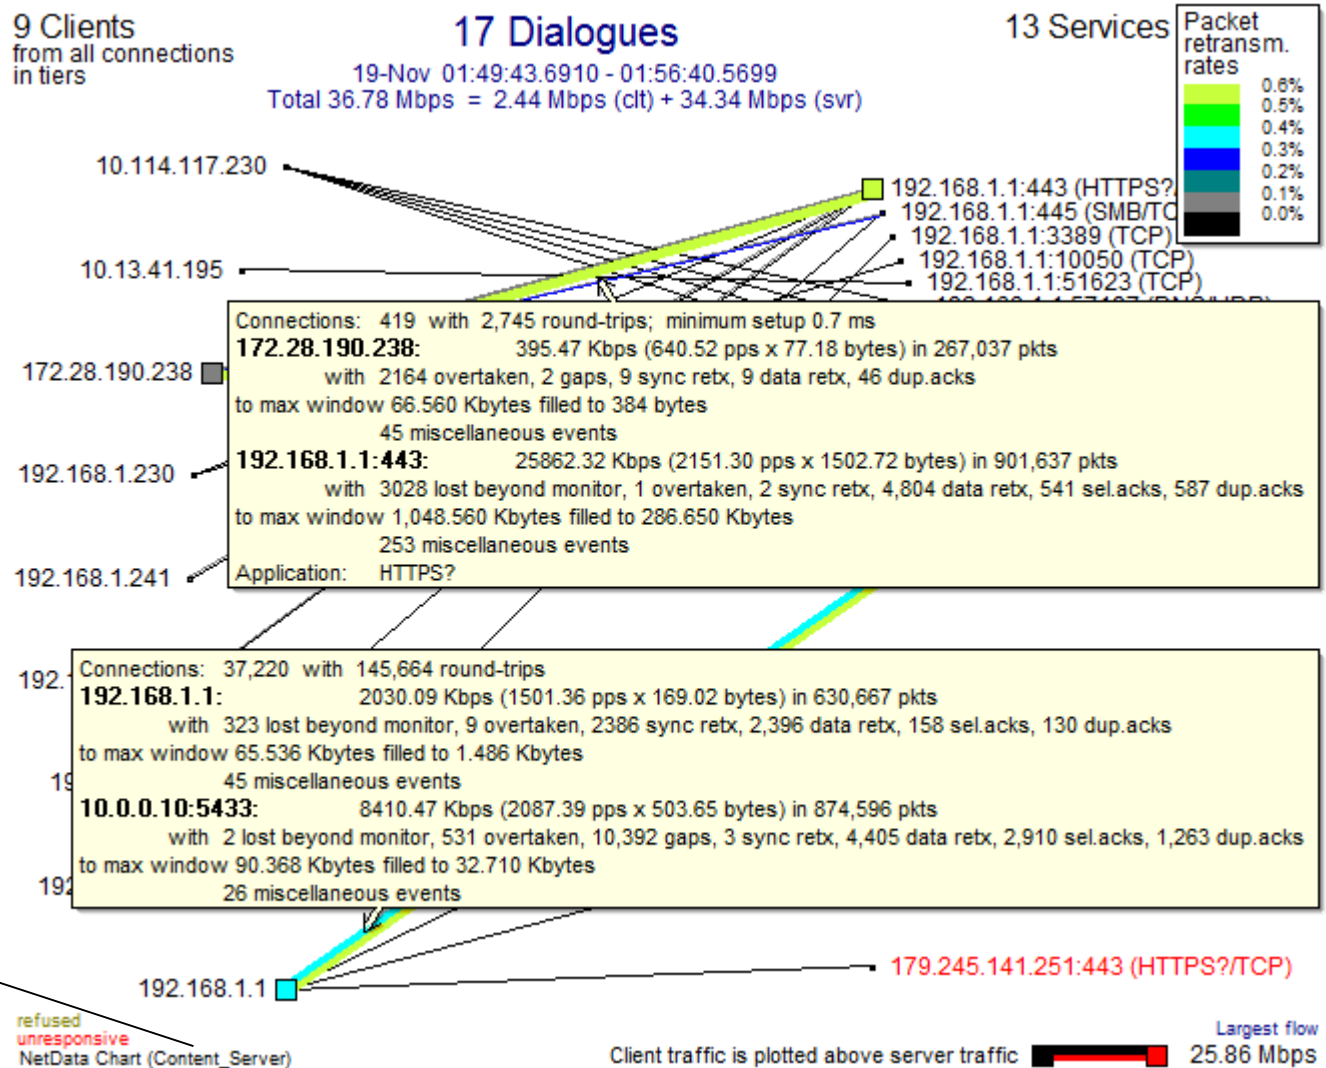 9 Clients
from all connections
in tiers
17 Dialogues
19-Nov 01:49:43.6910 - 01:56:40.5699
Total 36.78 Mbps = 2.44 Mbps (clt) + 34.34 Mbps (svr)
13 Services
Packet
retransm.
rates
0.6%
0.5%
0.4%
0.3%
0.2%
0.1%
0.0%
10.114.117.230
10.13.41.195
172.28.190.238
192.168.1.230
192.168.1.241
192.168.1.1:443 (HTTPS?/
192.168.1.1:445 (SMB/TC
192.168.1.1:3389 (TCP)
192.168.1.1:10050 (TCP)
192.168.1.1:51623 (TCP)
Connections: 419 with 2,745 round-trips; minimum setup 0.7 ms
172.28.190.238: 395.47 Kbps (640.52 pps x 77.18 bytes) in 267,037 pkts
with 2164 overtaken, 2 gaps, 9 sync retx, 9 data retx, 46 dup.acks
to max window 66.560 Kbytes filled to 384 bytes
45 miscellaneous events
192.168.1.1:443: 25862.32 Kbps (2151.30 pps x 1502.72 bytes) in 901,637 pkts
with 3028 lost beyond monitor, 1 overtaken, 2 sync retx, 4,804 data retx, 541 sel.acks, 587 dup.acks
to max window 1,048.560 Kbytes filled to 286.650 Kbytes
253 miscellaneous events
Application: HTTPS?
192.
Connections: 37,220 with 145,664 round-trips
192.168.1.1: 2030.09 Kbps (1501.36 pps x 169.02 bytes) in 630,667 pkts
with 323 lost beyond monitor, 9 overtaken, 2386 sync retx, 2,396 data retx, 158 sel.acks, 130 dup.acks
to max window 65.536 Kbytes filled to 1.486 Kbytes
19
45 miscellaneous events
10.0.0.10:5433: 8410.47 Kbps (2087.39 pps x 503.65 bytes) in 874,596 pkts
with 2 lost beyond monitor, 531 overtaken, 10,392 gaps, 3 sync retx, 4,405 data retx, 2,910 sel.acks, 1,263 dup.acks
to max window 90.368 Kbytes filled to 32.710 Kbytes
192
26 miscellaneous events
192.168.1.1
179.245.141.251:443 (HTTPS?/TCP)
refused
unresponsive
NetData Chart (Content_Server)
Client traffic is plotted above server traffic
Largest flow
25.86 Mbps